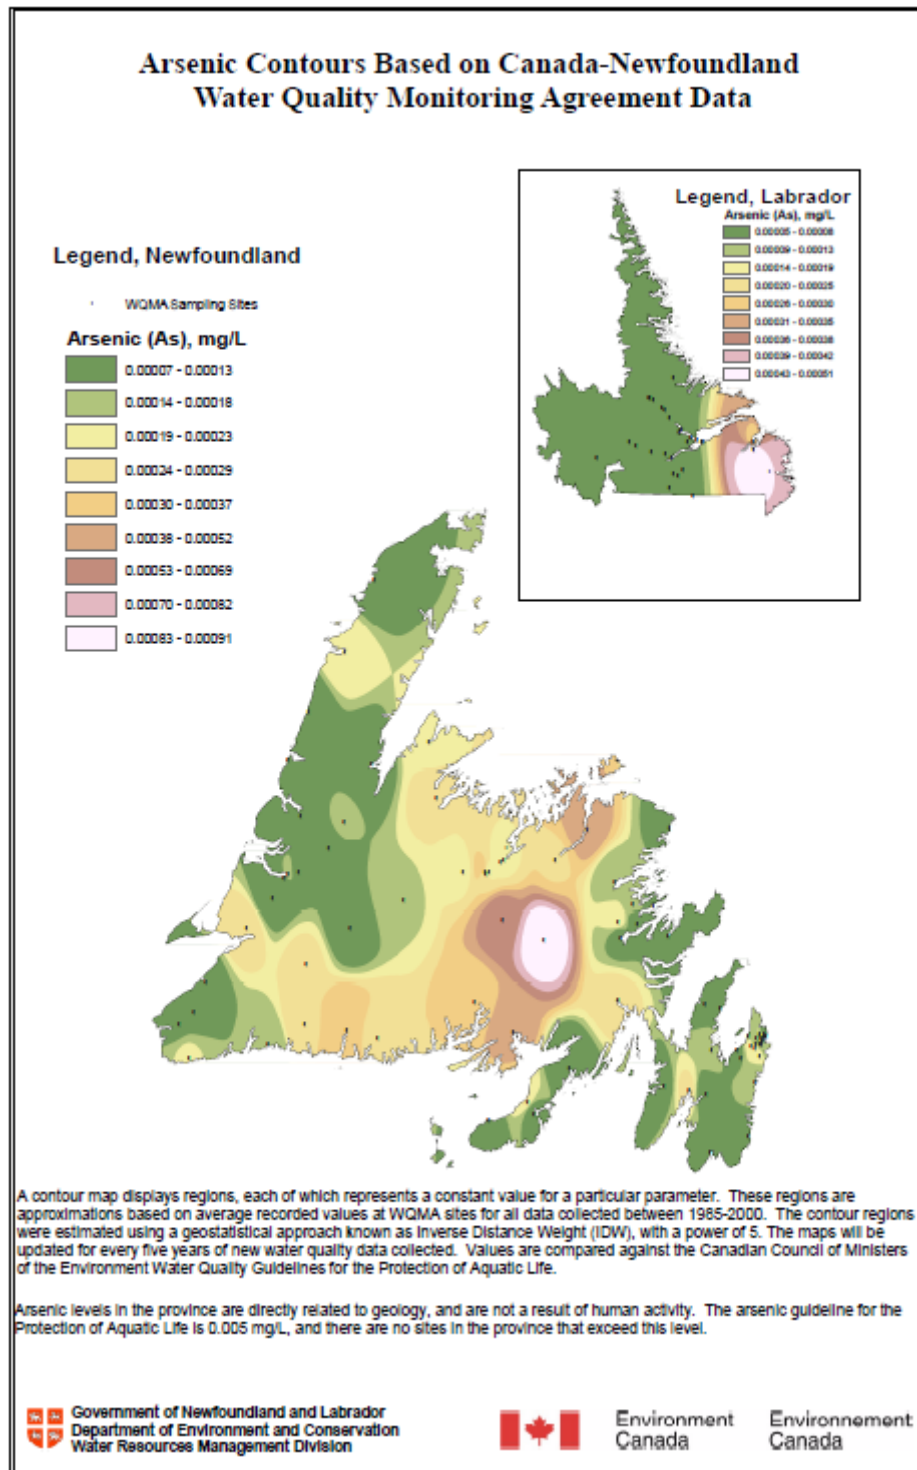 Arsenic Contours Based on Canada-Newfoundland
Water Quality Monitoring Agreement Data
Legend, Labrador
Arsenic (As), mg/L
0.00005 - 0.00008
0.00009 - 0.00013
0.00014 - 0.00019
0.00020 - 0.00025
0.00026 - 0.00030
0.00031 - 0.00035
0.00036 - 0.00038
0.00039 - 0.00042
0.00043 - 0.00051
Legend, Newfoundland
WQMA Sampling Sites
Arsenic (As), mg/L
0.00007 - 0.00013
0.00014 - 0.00018
0.00019 - 0.00023
0.00024 - 0.00029
0.00030 - 0.00037
0.00038 - 0.00052
0.00053 - 0.00069
0.00070 - 0.00082
0.00083 - 0.00091
A contour map displays regions, each of which represents a constant value for a particular parameter. These regions are
approximations based on average recorded values at WQMA sites for all data collected between 1985-2000. The contour regions
were estimated using a geostatistical approach known as Inverse Distance Weight (IDW), with a power of 5. The maps will be
updated for every five years of new water quality data collected. Values are compared against the Canadian Council of Ministers
of the Environment Water Quality Guidelines for the Protection of Aquatic Life.
Arsenic levels in the province are directly related to geology, and are not a result of human activity. The arsenic guideline for the
Protection of Aquatic Life is 0.005 mg/L, and there are no sites in the province that exceed this level.
Government of Newfoundland and Labrador
Department of Environment and Conservation
Water Resources Management Division
Environment
Canada
Environnement
Canada